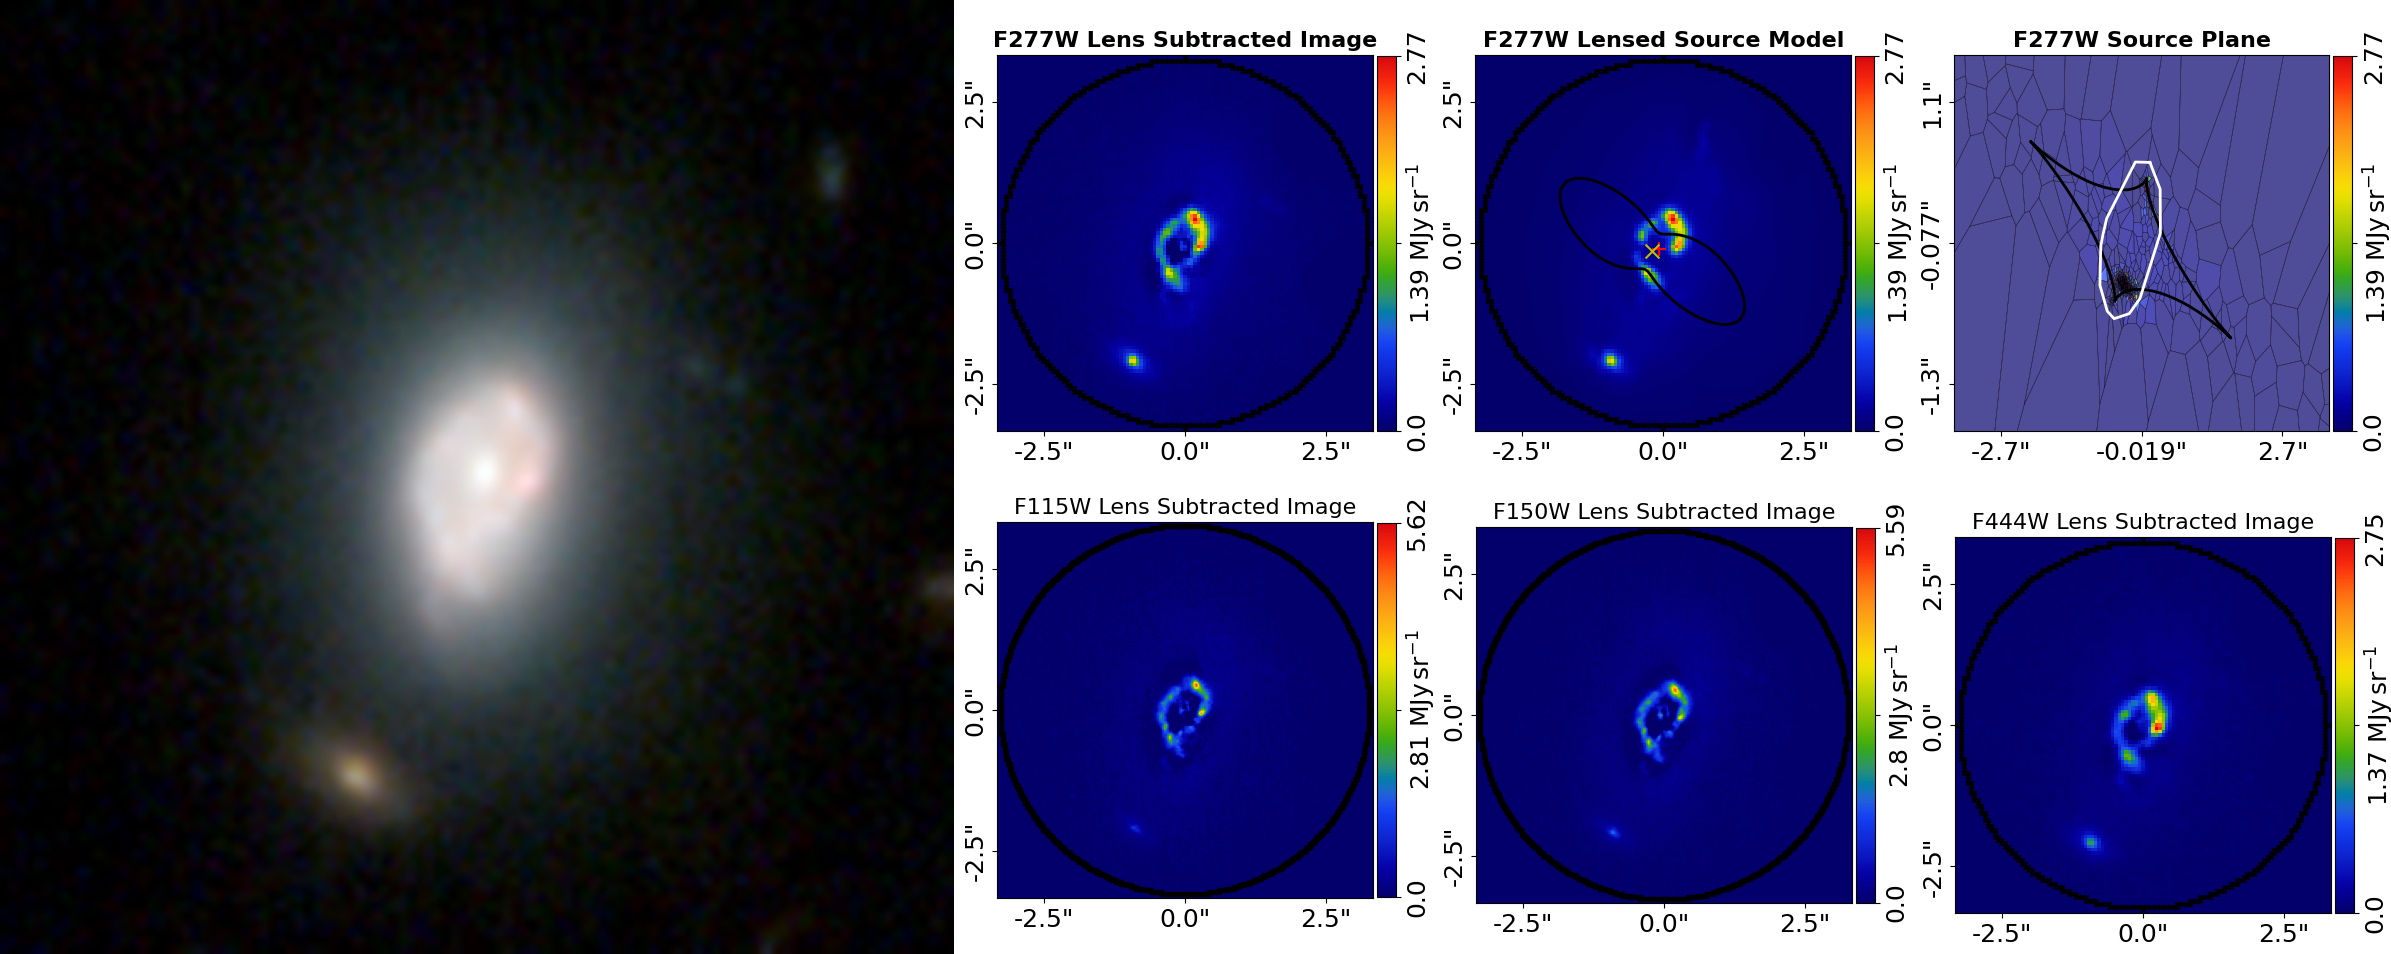 F277W Lens Subtracted Image
2.5"
0.0"
-2.5"
-2.5" 0.0" 2.5"
2.77
1.39 MJy sr⁻¹
0.0
F277W Lensed Source Model
2.5"
0.0"
-2.5"
-2.5" 0.0" 2.5"
2.77
1.39 MJy sr⁻¹
0.0
F277W Source Plane
1.1"
-0.077"
-1.3"
-2.7" -0.019" 2.7"
2.77
1.39 MJy sr⁻¹
0.0
F115W Lens Subtracted Image
2.5"
0.0"
-2.5"
-2.5" 0.0" 2.5"
5.62
2.81 MJy sr⁻¹
0.0
F150W Lens Subtracted Image
2.5"
0.0"
-2.5"
-2.5" 0.0" 2.5"
5.59
2.8 MJy sr⁻¹
0.0
F444W Lens Subtracted Image
2.5"
0.0"
-2.5"
-2.5" 0.0" 2.5"
2.75
1.37 MJy sr⁻¹
0.0